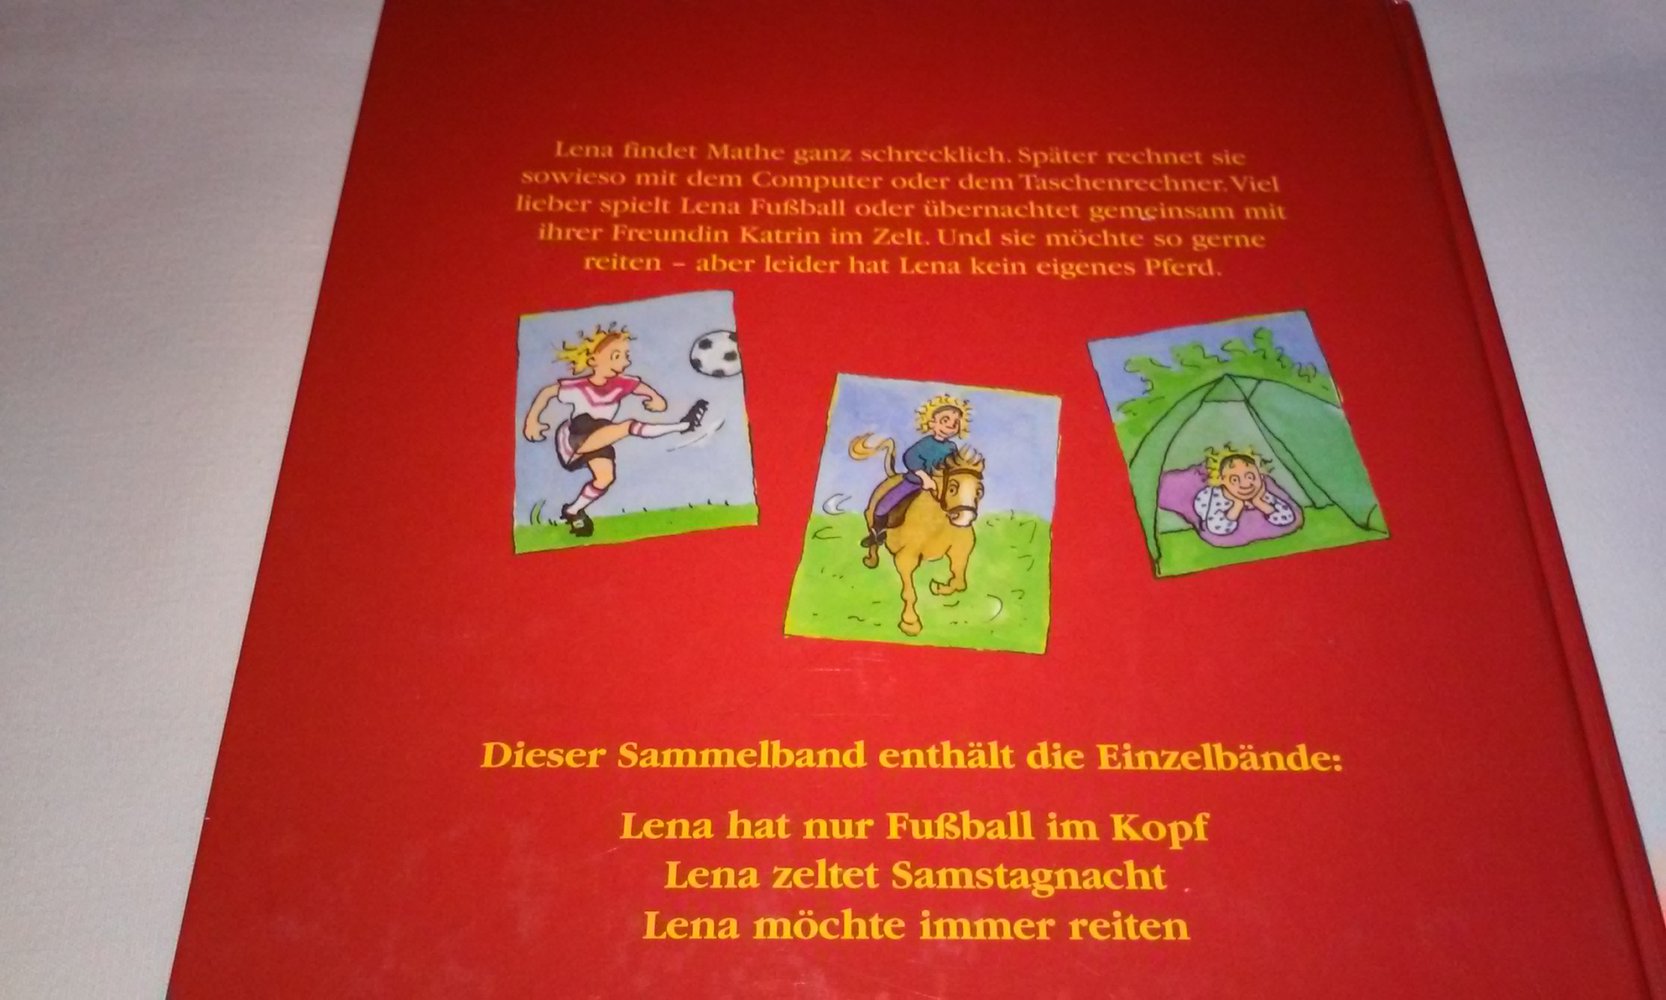 Lena findet Mathe ganz schrecklich. Später rechnet sie
sowieso mit dem Computer oder dem Taschenrechner. Viel
lieber spielt Lena Fußball oder übernachtet gemeinsam mit
ihrer Freundin Katrin im Zelt. Und sie möchte so gerne
reiten – aber leider hat Lena kein eigenes Pferd.
Dieser Sammelband enthält die Einzelbände:
Lena hat nur Fußball im Kopf
Lena zeltet Samstagnacht
Lena möchte immer reiten